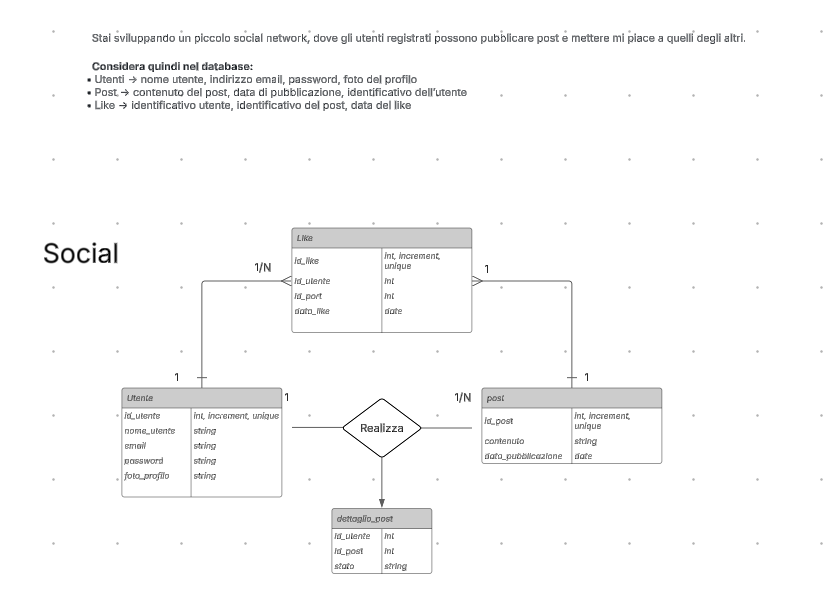 Stai sviluppando un piccolo social network, dove gli utenti registrati possono pubblicare post e mettere mi piace a quelli degli altri.
Considera quindi nel database:
• Utenti → nome utente, indirizzo email, password, foto del profilo
• Post → contenuto del post, data di pubblicazione, identificativo dell'utente
• Like → identificativo utente, identificativo del post, data del like
Social
Like
id_like int, increment, unique
id_utente int
id_port int
data_like date
1/N
1
1
1
Utente
id_utente int, increment, unique
nome_utente string
email string
password string
foto_profilo string
1
Realizza
1/N
post
id_post int, increment, unique
contenuto string
data_pubblicazione date
dettaglio_post
id_utente int
id_post int
stato string